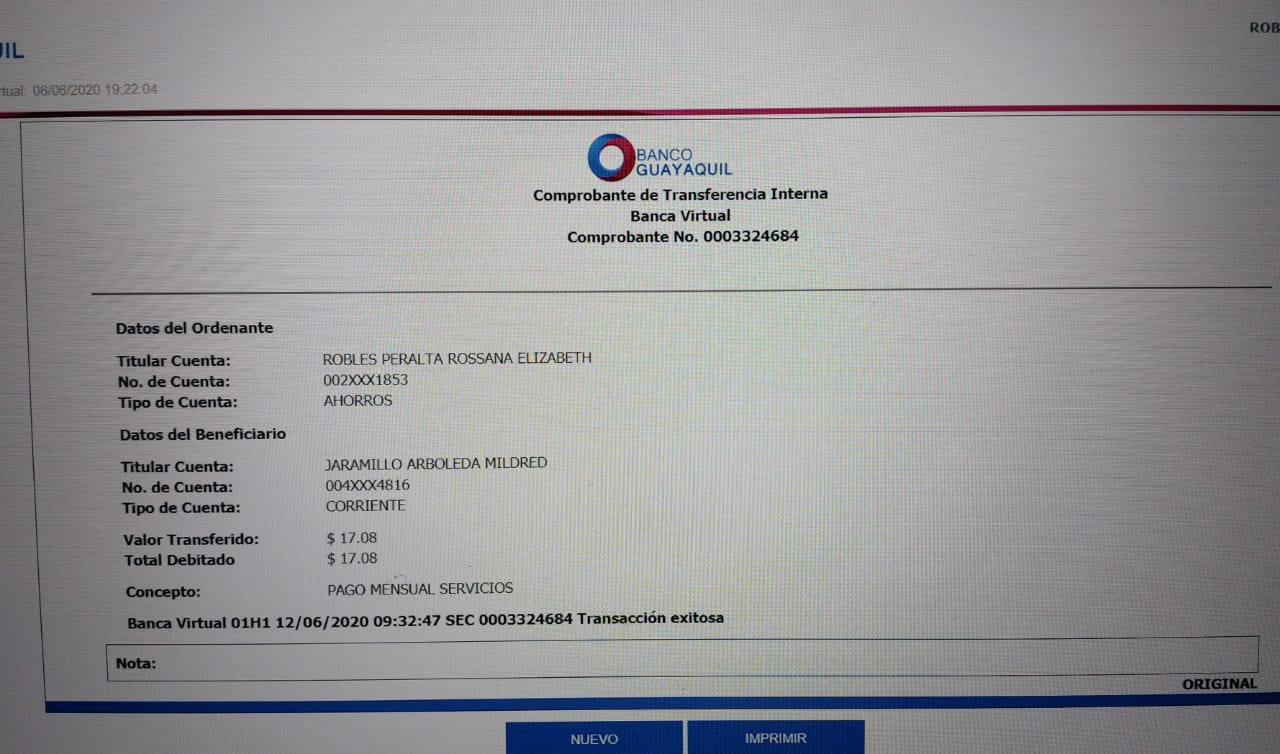 ROB
UIL
tual: 06/06/2020 19:22:04
BANCO
GUAYAQUIL
Comprobante de Transferencia Interna
Banca Virtual
Comprobante No. 0003324684
Datos del Ordenante
Titular Cuenta: ROBLES PERALTA ROSSANA ELIZABETH
No. de Cuenta: 002XXX1853
Tipo de Cuenta: AHORROS
Datos del Beneficiario
Titular Cuenta: JARAMILLO ARBOLEDA MILDRED
No. de Cuenta: 004XXX4816
Tipo de Cuenta: CORRIENTE
Valor Transferido: $ 17.08
Total Debitado $ 17.08
Concepto: PAGO MENSUAL SERVICIOS
Banca Virtual 01H1 12/06/2020 09:32:47 SEC 0003324684 Transacción exitosa
Nota:
ORIGINAL
NUEVO IMPRIMIR